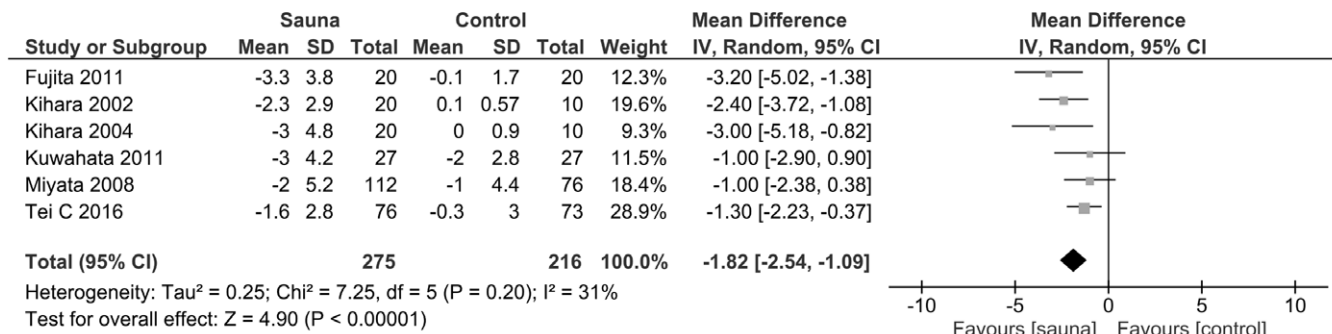 Sauna Control Mean Difference Mean Difference
Study or Subgroup Mean SD Total Mean SD Total Weight IV, Random, 95% CI IV, Random, 95% CI
Fujita 2011 -3.3 3.8 20 -0.1 1.7 20 12.3% -3.20 [-5.02, -1.38]
Kihara 2002 -2.3 2.9 20 0.1 0.57 10 19.6% -2.40 [-3.72, -1.08]
Kihara 2004 -3 4.8 20 0 0.9 10 9.3% -3.00 [-5.18, -0.82]
Kuwahata 2011 -3 4.2 27 -2 2.8 27 11.5% -1.00 [-2.90, 0.90]
Miyata 2008 -2 5.2 112 -1 4.4 76 18.4% -1.00 [-2.38, 0.38]
Tei C 2016 -1.6 2.8 76 -0.3 3 73 28.9% -1.30 [-2.23, -0.37]
Total (95% CI) 275 216 100.0% -1.82 [-2.54, -1.09]
Heterogeneity: Tau² = 0.25; Chi² = 7.25, df = 5 (P = 0.20); I² = 31%
Test for overall effect: Z = 4.90 (P < 0.00001)
-10 -5 0 5 10
Favours [sauna] Favours [control]